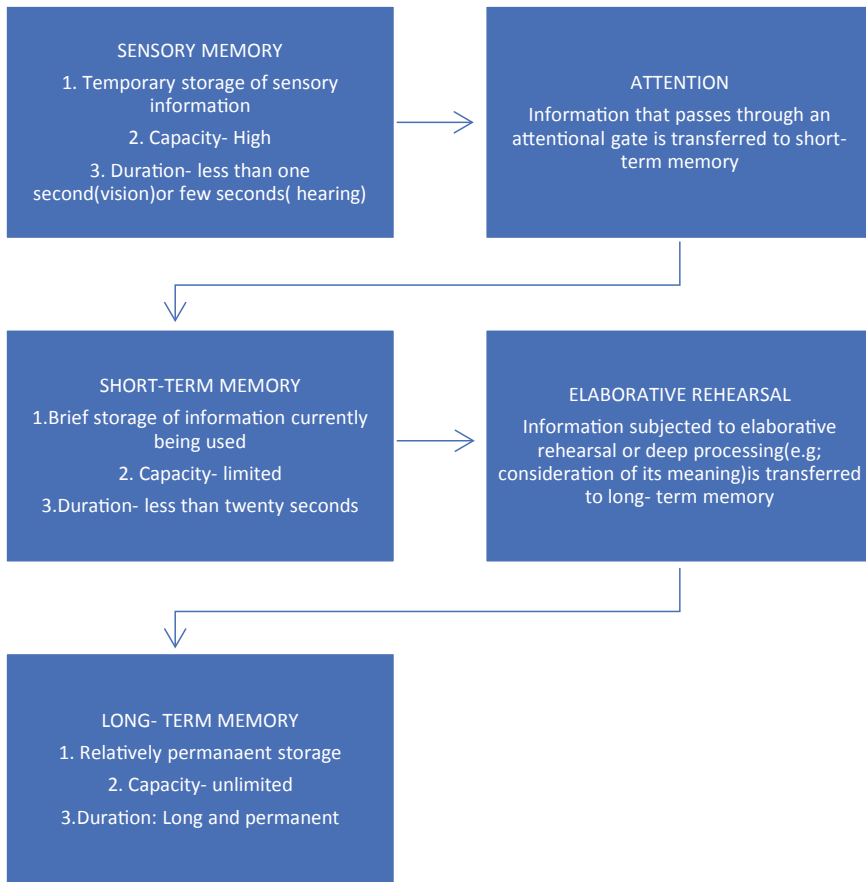 SENSORY MEMORY
1. Temporary storage of sensory
information
2. Capacity- High
3. Duration- less than one
second(vision)or few seconds( hearing)
ATTENTION
Information that passes through an
attentional gate is transferred to short-
term memory
SHORT-TERM MEMORY
1.Brief storage of information currently
being used
2. Capacity- limited
3.Duration- less than twenty seconds
ELABORATIVE REHEARSAL
Information subjected to elaborative
rehearsal or deep processing(e.g;
consideration of its meaning)is transferred
to long- term memory
LONG- TERM MEMORY
1. Relatively permanaent storage
2. Capacity- unlimited
3.Duration: Long and permanent